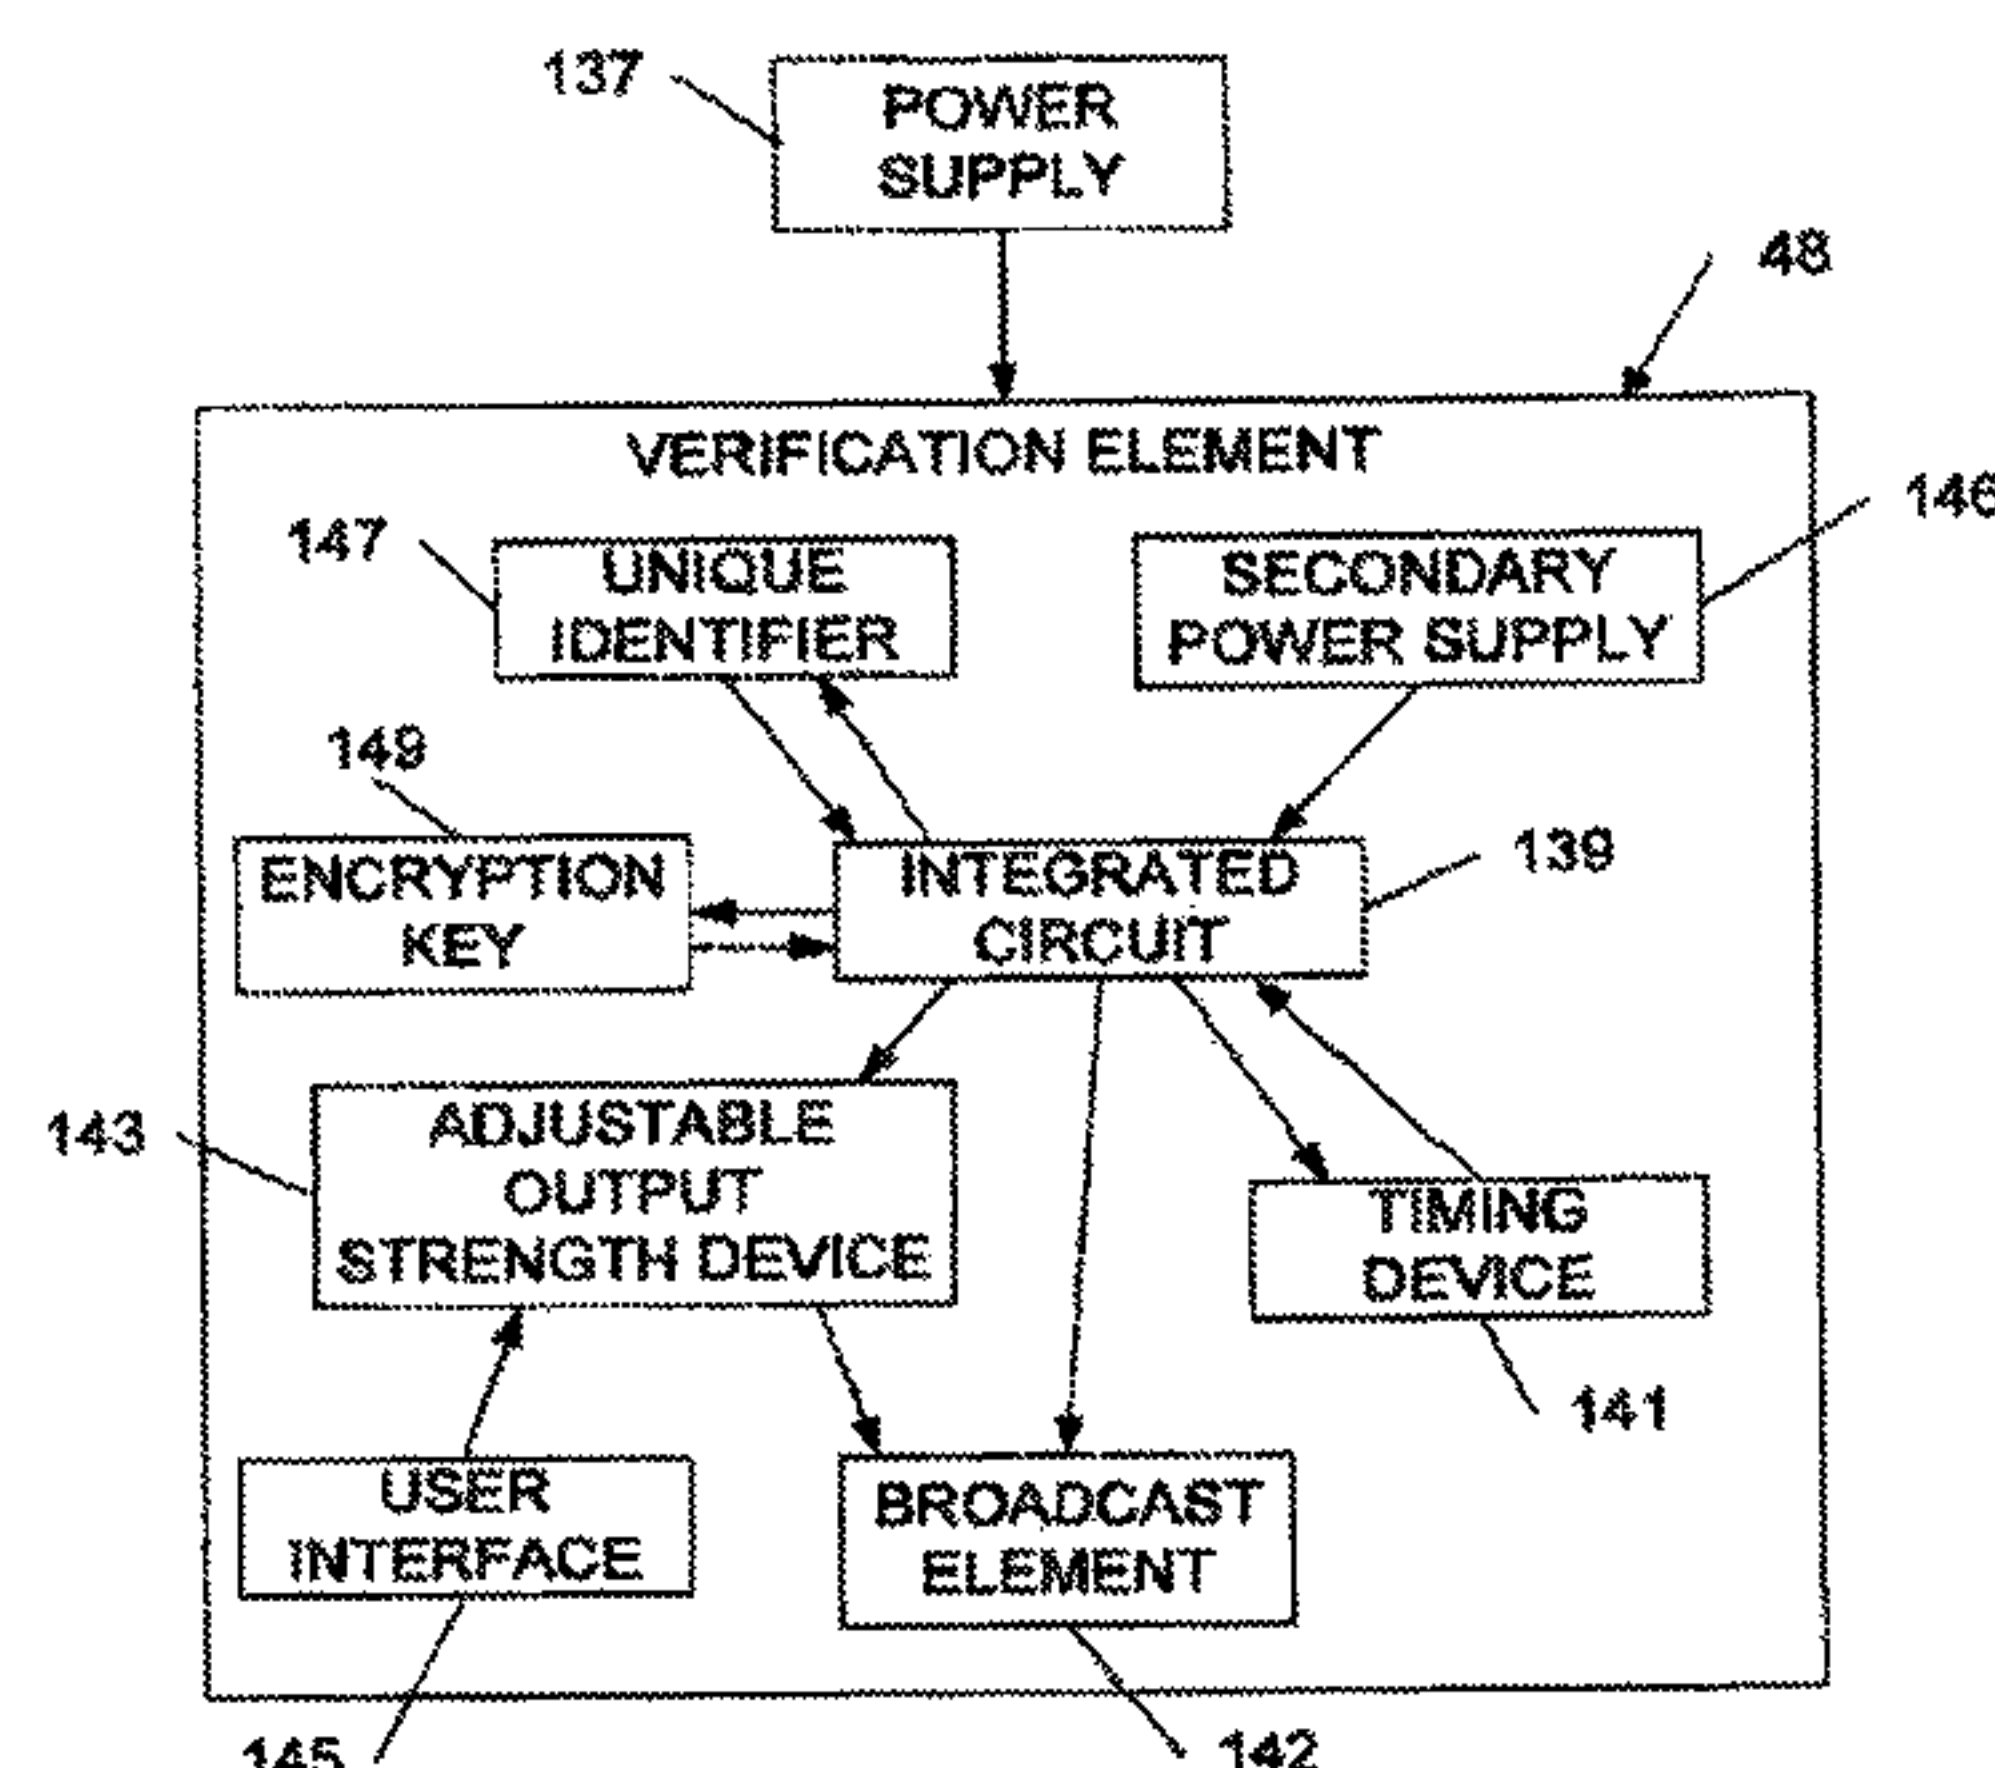 137
POWER
SUPPLY
48
VERIFICATION ELEMENT
146
147
UNIQUE
IDENTIFIER
SECONDARY
POWER SUPPLY
149
ENCRYPTION
KEY
INTEGRATED
CIRCUIT
139
143
ADJUSTABLE
OUTPUT
STRENGTH DEVICE
TIMING
DEVICE
141
USER
INTERFACE
BROADCAST
ELEMENT
145
142